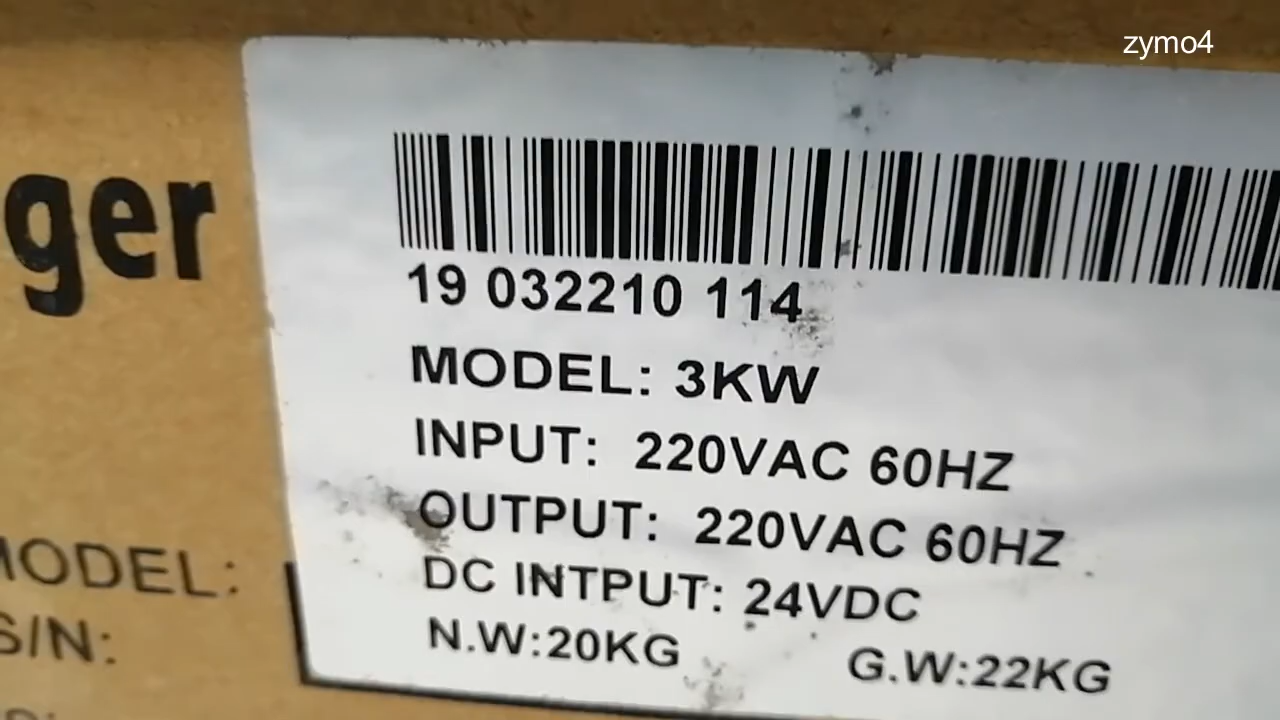 zymo4
ger
19 032210 114
MODEL: 3KW
INPUT: 220VAC 60HZ
OUTPUT: 220VAC 60HZ
DC INTPUT: 24VDC
N.W:20KG G.W:22KG
MODEL:
S/N: